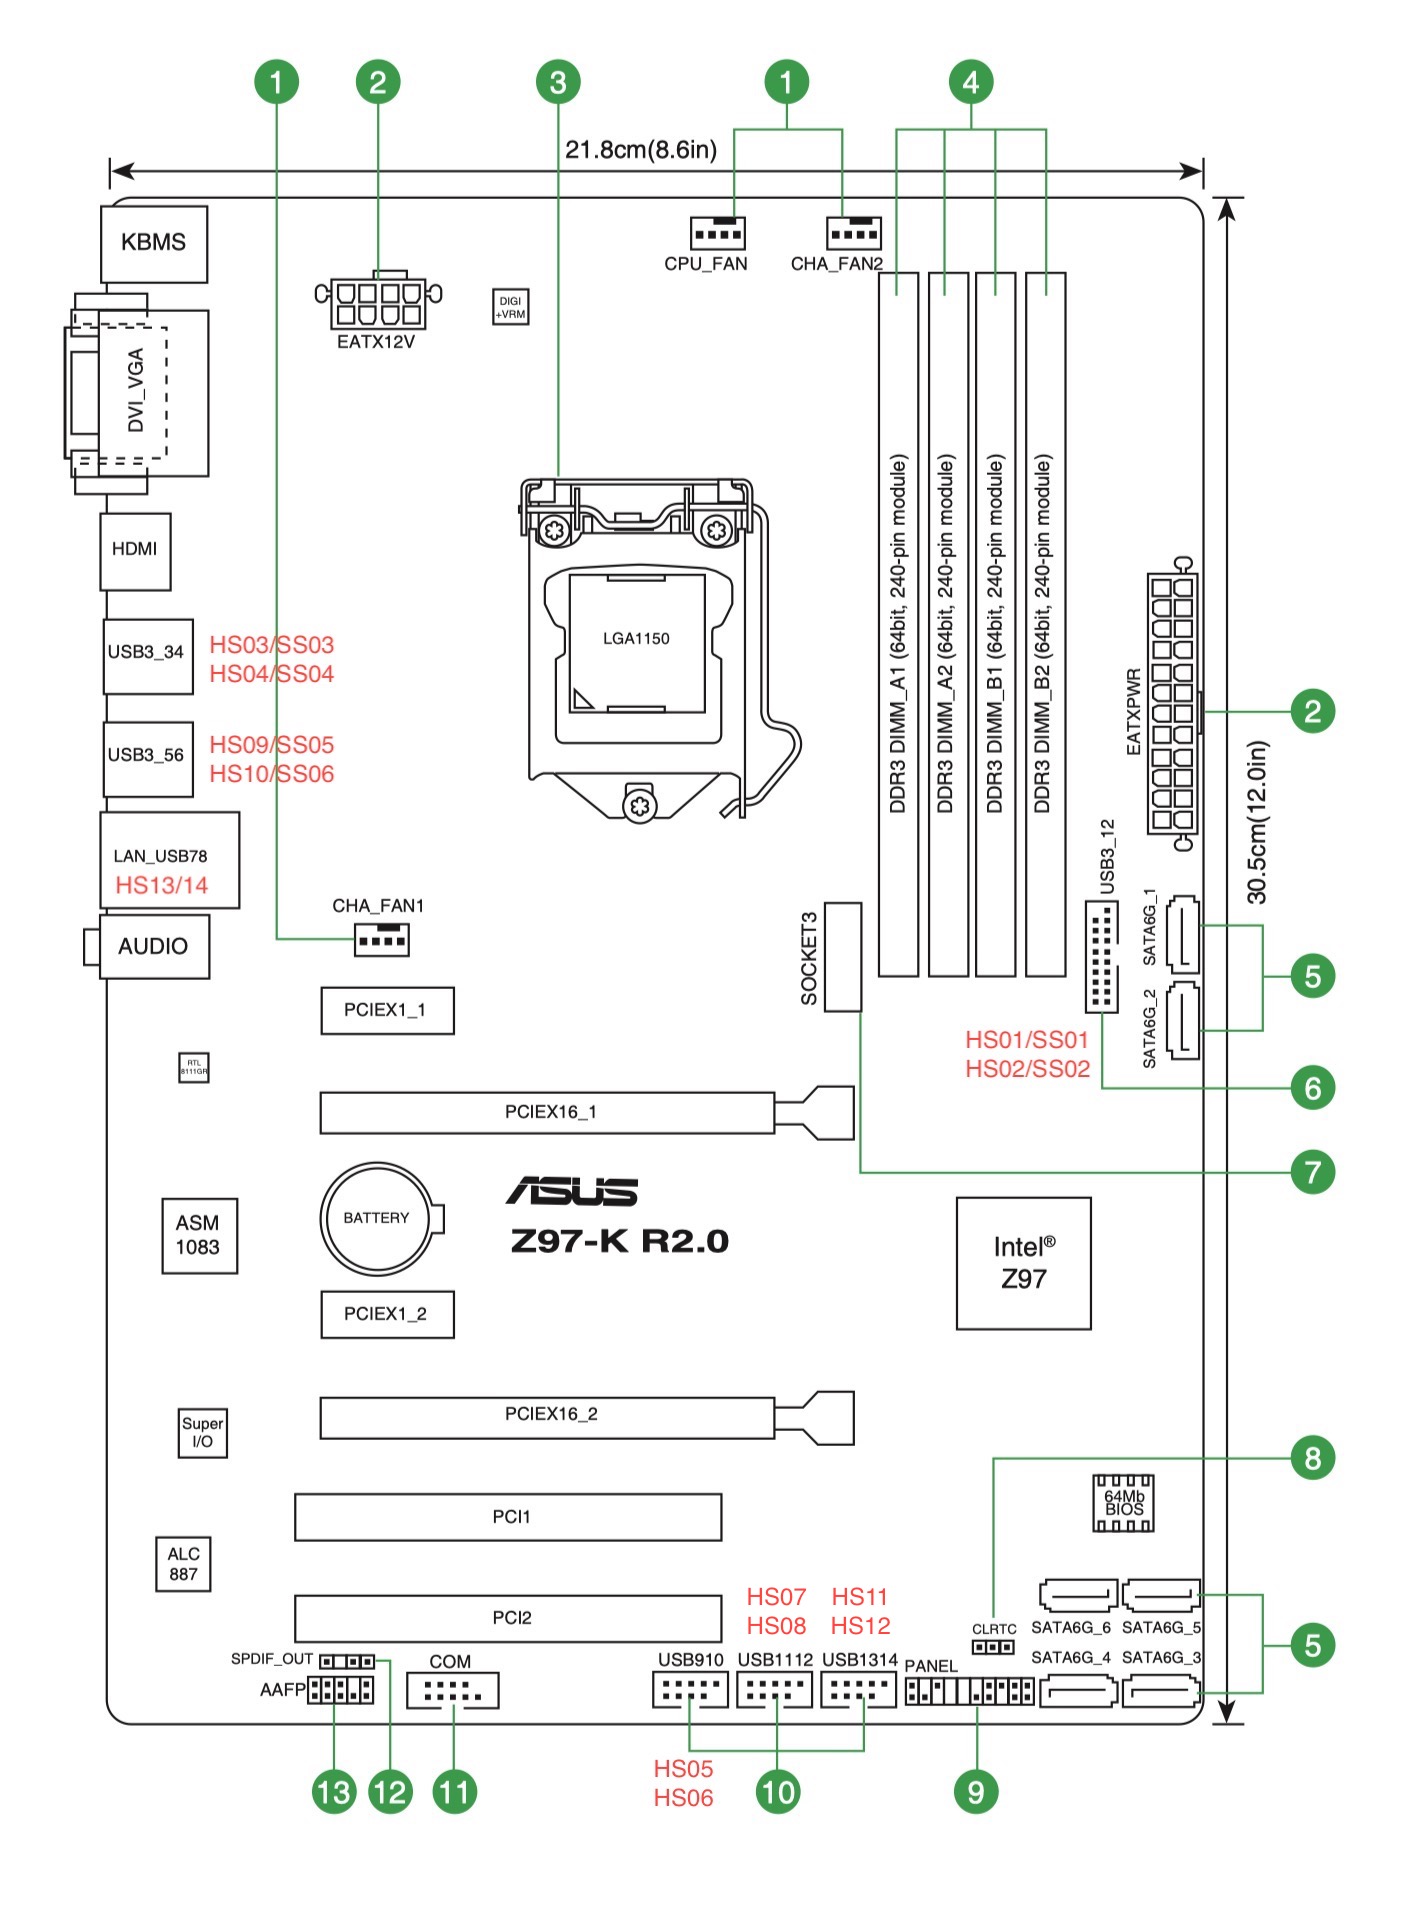 1
2
3
1
4
21.8cm(8.6in)
KBMS
CPU_FAN
CHA_FAN2
DIGI
+VRM
EATX12V
DVI_VGA
HDMI
LGA1150
DDR3 DIMM_A1 (64bit, 240-pin module)
DDR3 DIMM_A2 (64bit, 240-pin module)
DDR3 DIMM_B1 (64bit, 240-pin module)
DDR3 DIMM_B2 (64bit, 240-pin module)
USB3_34
HS03/SS03
HS04/SS04
EATXPWR
2
USB3_56
HS09/SS05
HS10/SS06
30.5cm(12.0in)
LAN_USB78
HS13/14
CHA_FAN1
AUDIO
SOCKET3
USB3_12
SATA6G_1
SATA6G_2
5
PCIEX1_1
HS01/SS01
HS02/SS02
RTL
8111GR
6
PCIEX16_1
7
ASM
1083
BATTERY
ASUS
Z97-K R2.0
Intel®
Z97
PCIEX1_2
PCIEX16_2
Super
I/O
8
64Mb
BIOS
PCI1
ALC
887
HS07
HS08
HS11
HS12
PCI2
CLRTC
SATA6G_6
SATA6G_5
5
SPDIF_OUT
COM
USB910
USB1112
USB1314
PANEL
SATA6G_4
SATA6G_3
AAFP
HS05
HS06
13
12
11
10
9